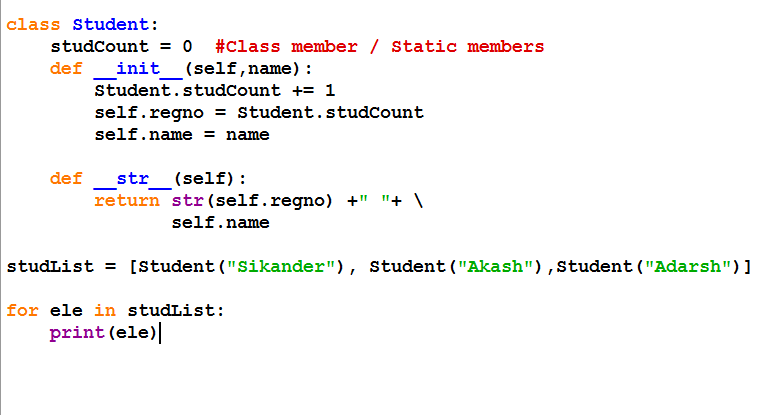 class Student:
    studCount = 0  #Class member / Static members
    def __init__(self,name):
        Student.studCount += 1
        self.regno = Student.studCount
        self.name = name

    def __str__(self):
        return str(self.regno) +" "+ \
               self.name

studList = [Student("Sikander"), Student("Akash"),Student("Adarsh")]

for ele in studList:
    print(ele)